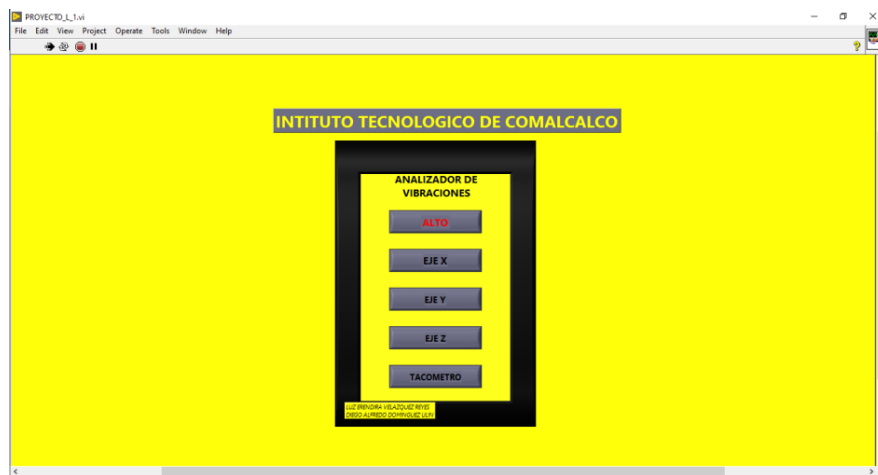 PROYECTO_L_1.vi
File Edit View Project Operate Tools Window Help
INTITUTO TECNOLOGICO DE COMALCALCO
ANALIZADOR DE
VIBRACIONES
ALTO
EJE X
EJE Y
EJE Z
TACOMETRO
LUZ ERENDIRA VELAZQUEZ REYES
DIEGO ALFREDO DOMINGUEZ ULIN